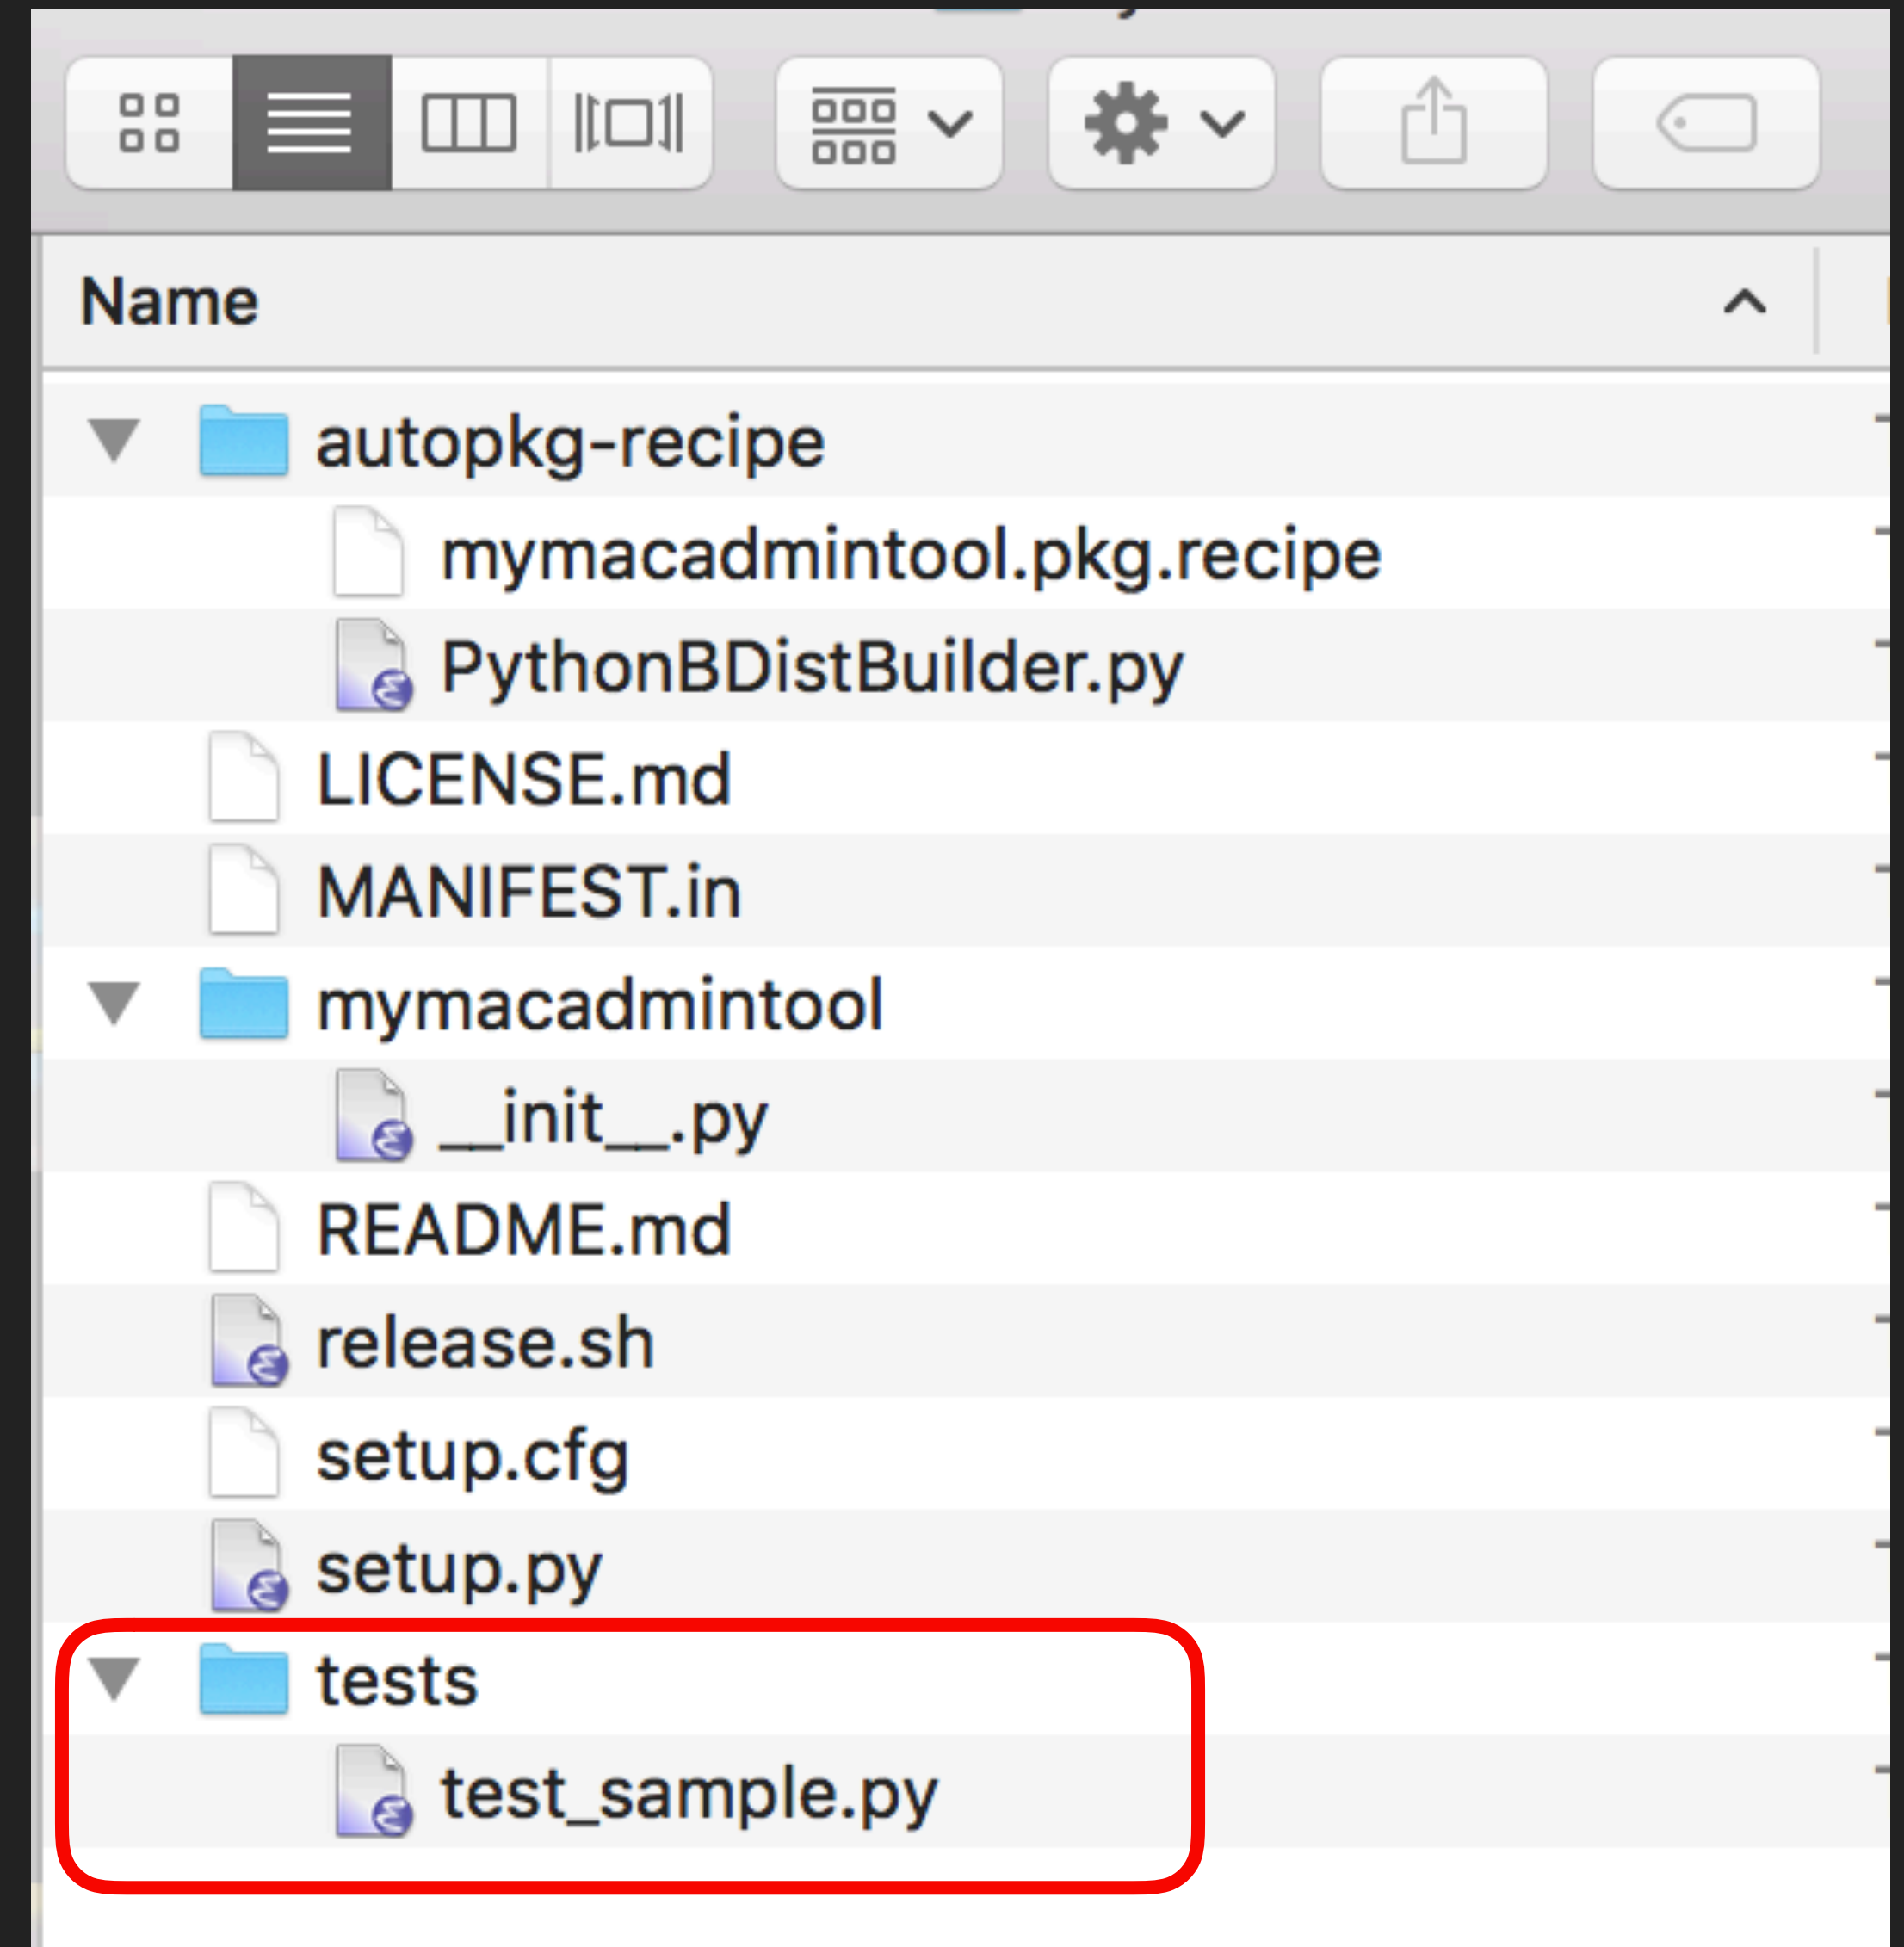 Name
autopkg-recipe
mymacadmintool.pkg.recipe
PythonBDistBuilder.py
LICENSE.md
MANIFEST.in
mymacadmintool
__init__.py
README.md
release.sh
setup.cfg
setup.py
tests
test_sample.py